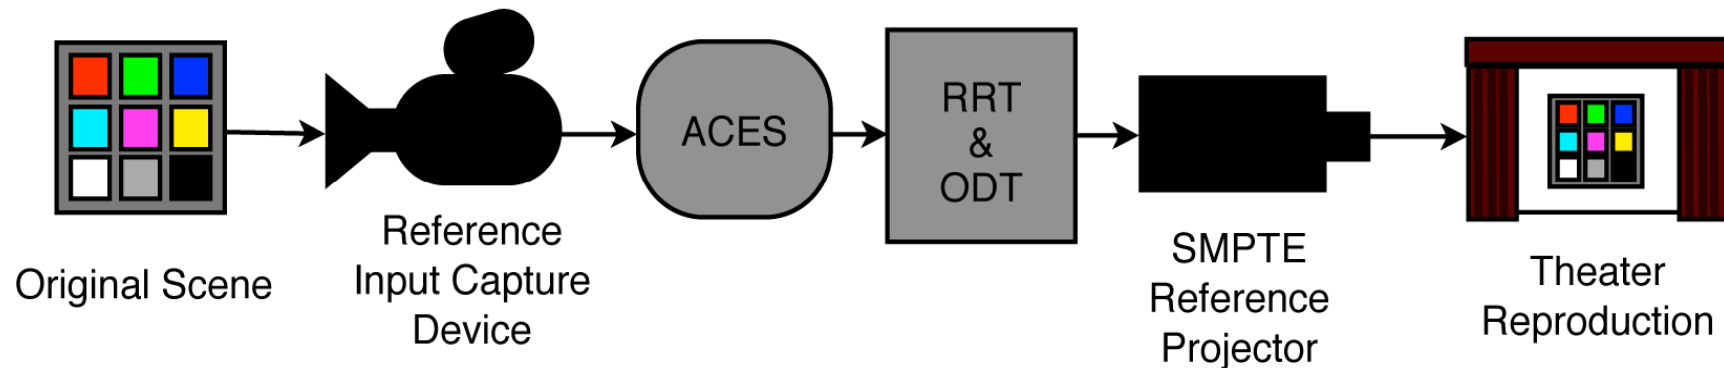 Original Scene
Reference
Input Capture
Device
ACES
RRT
&
ODT
SMPTE
Reference
Projector
Theater
Reproduction